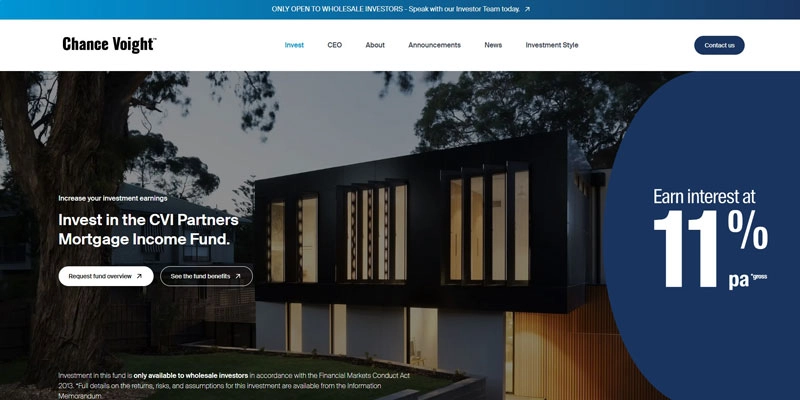 ONLY OPEN TO WHOLESALE INVESTORS - Speak with our Investor Team today.
Chance Voight™
Invest
CEO
About
Announcements
News
Investment Style
Contact us
Increase your investment earnings
Invest in the CVI Partners
Mortgage Income Fund.
Request fund overview
See the fund benefits
Earn interest at
11%
pa *gross
Investment in this fund is only available to wholesale investors in accordance with the Financial Markets Conduct Act
2013. *Full details on the returns, risks, and assumptions for this investment are available from the Information
Memorandum.